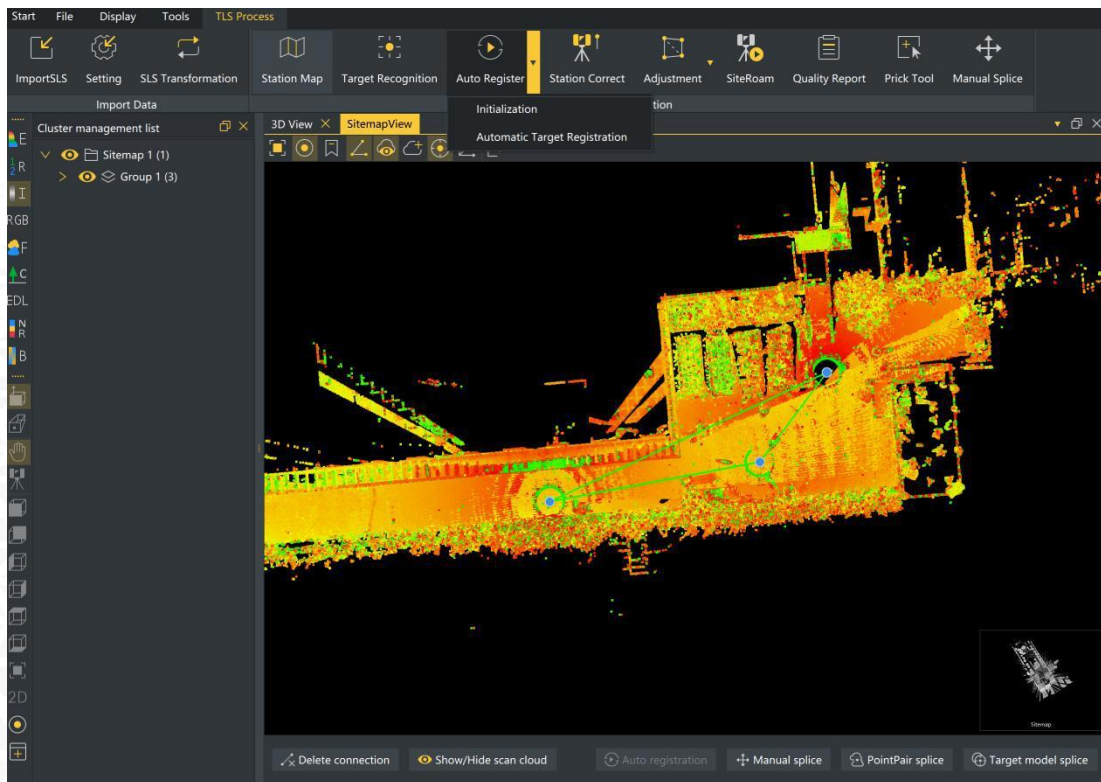 Start File Display Tools TLS Process
ImportSLS Setting SLS Transformation Station Map Target Recognition Auto Register Station Correct Adjustment SiteRoam Quality Report Prick Tool Manual Splice
Import Data tion
Initialization
Automatic Target Registration
Cluster management list
3D View SitemapView
Sitemap 1 (1)
Group 1 (3)
E
1/2 R
I
RGB
F
C
EDL
N R
B
2D
Sitemap
Delete connection Show/Hide scan cloud Auto registration Manual splice PointPair splice Target model splice